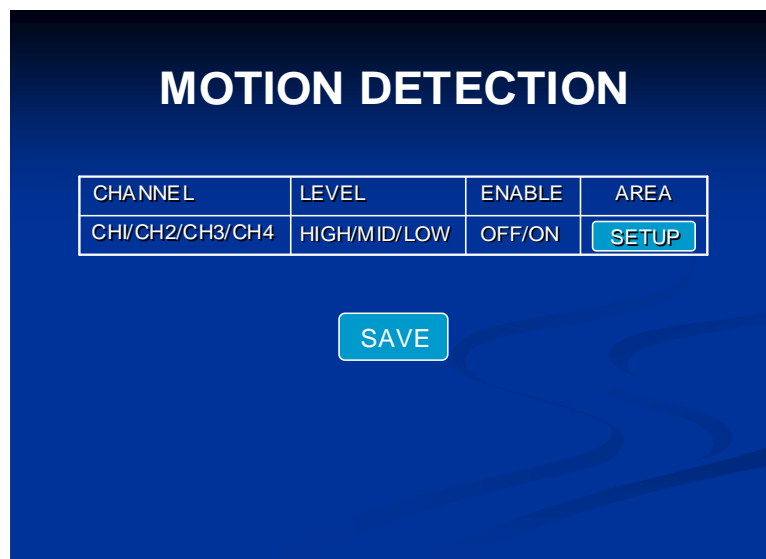 MOTION DETECTION
CHANNEL LEVEL ENABLE AREA
CHI/CH2/CH3/CH4 HIGH/MID/LOW OFF/ON SETUP
SAVE